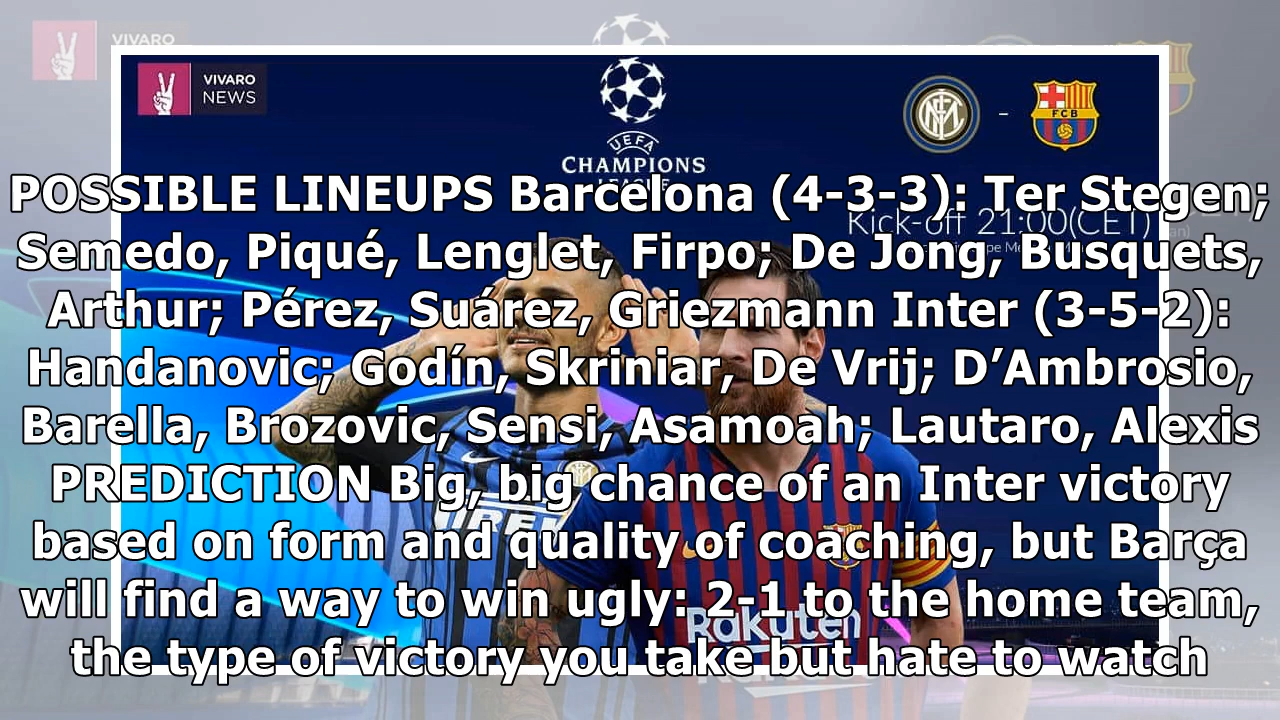 VIVARO
VIVARO
NEWS
UEFA
CHAMPIONS
LEAGUE
FCB
-
Kick-off 21:00(CET)
POSSIBLE LINEUPS Barcelona (4-3-3): Ter Stegen;
Semedo, Piqué, Lenglet, Firpo; De Jong, Busquets,
Arthur; Pérez, Suárez, Griezmann Inter (3-5-2):
Handanovic; Godín, Skriniar, De Vrij; D’Ambrosio,
Barella, Brozovic, Sensi, Asamoah; Lautaro, Alexis
PREDICTION Big, big chance of an Inter victory
based on form and quality of coaching, but Barça
will find a way to win ugly: 2-1 to the home team,
the type of victory you take but hate to watch
Rakuten